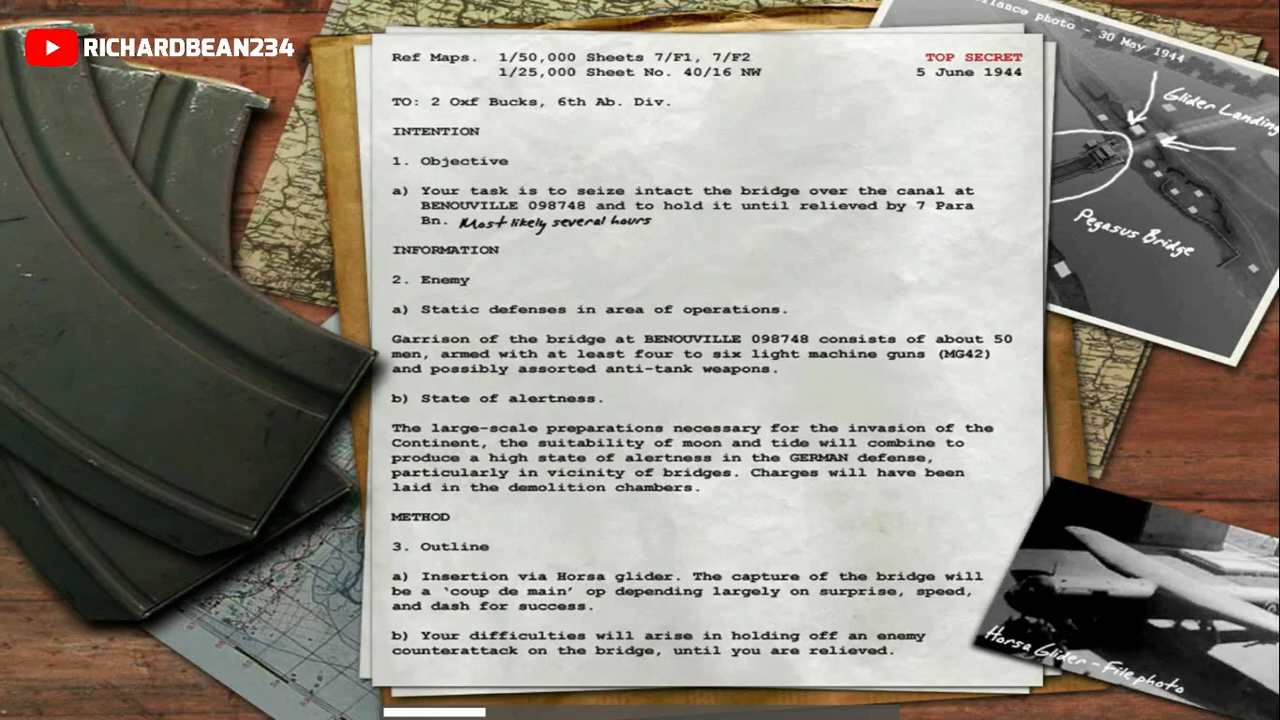 RICHARDBEAN234
Ref Maps. 1/50,000 Sheets 7/F1, 7/F2
1/25,000 Sheet No. 40/16 NW
TOP SECRET
5 June 1944
TO: 2 Oxf Bucks, 6th Ab. Div.
INTENTION
1. Objective
a) Your task is to seize intact the bridge over the canal at
BENOUVILLE 098748 and to hold it until relieved by 7 Para
Bn. Most likely several hours
INFORMATION
2. Enemy
a) Static defenses in area of operations.
Garrison of the bridge at BENOUVILLE 098748 consists of about 50
men, armed with at least four to six light machine guns (MG42)
and possibly assorted anti-tank weapons.
b) State of alertness.
The large-scale preparations necessary for the invasion of the
Continent, the suitability of moon and tide will combine to
produce a high state of alertness in the GERMAN defense,
particularly in vicinity of bridges. Charges will have been
laid in the demolition chambers.
METHOD
3. Outline
a) Insertion via Horsa glider. The capture of the bridge will
be a 'coup de main' op depending largely on surprise, speed,
and dash for success.
b) Your difficulties will arise in holding off an enemy
counterattack on the bridge, until you are relieved.
photo - 30 May 1944
Glider Landing
Pegasus Bridge
Horsa Glider - File photo